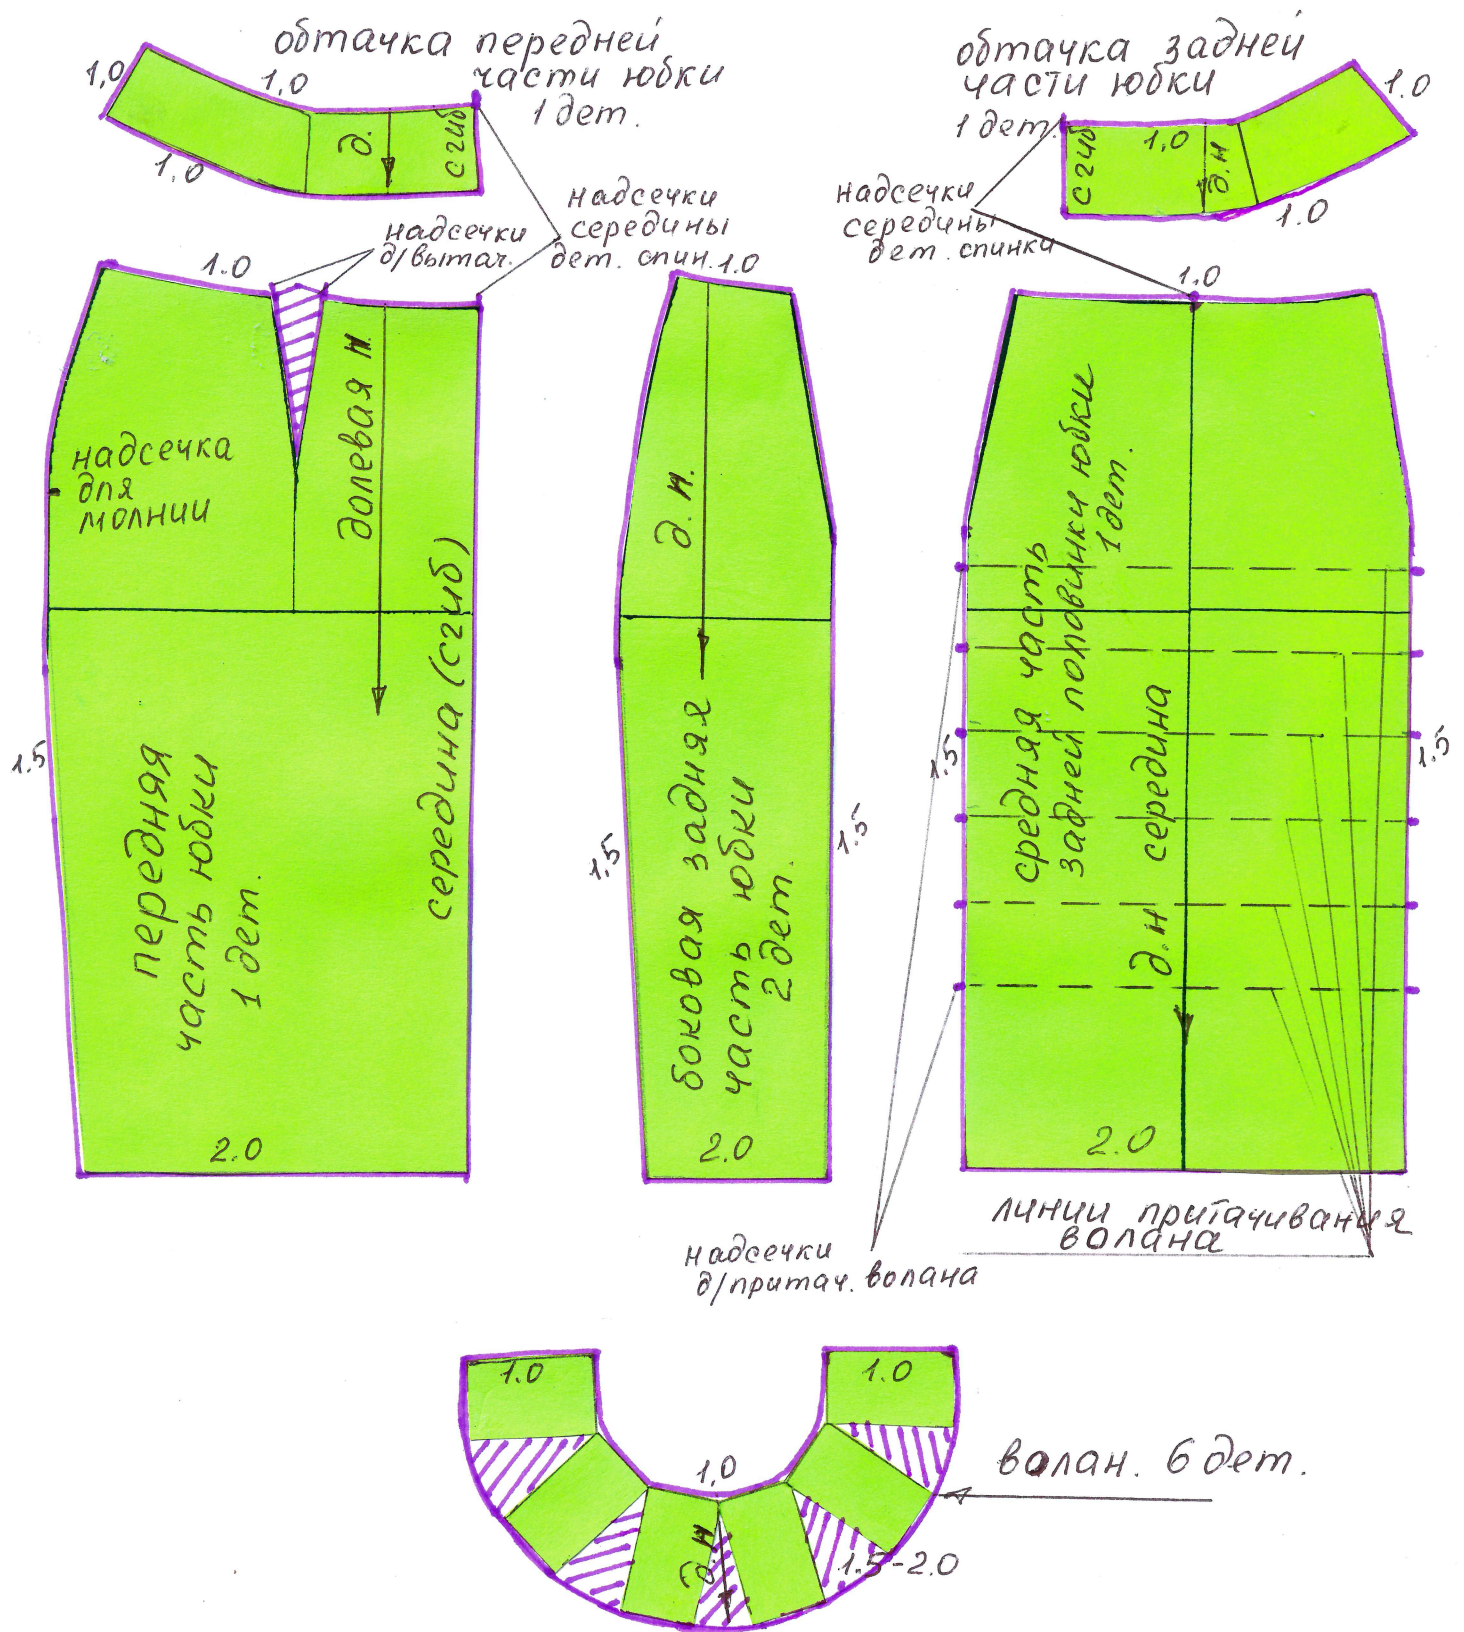 обтачка передней
части юбки
1 дет.
1,0
1,0
1,0
д.
сгиб
обтачка задней
части юбки
1 дет.
1.0
1,0
1.0
сгиб
д.н
надсечки
д/вытач.
надсечки
середины
дет. спин.
надсечки
середины
дет. спинки
1.0
надсечка
для
молнии
долевая н.
середина (сгиб)
передняя
часть юбки
1 дет.
1.5
2.0
1.0
д.н.
боковая задняя
часть юбки
2 дет.
1.5
1.5
2.0
1.0
средняя часть
задней половинки юбки
1 дет.
д.н середина
1.5
1.5
2.0
линии притачивания
волана
надсечки
д/притач. волана
1.0
1.0
1,0
д.н
1.5-2.0
волан. 6 дет.